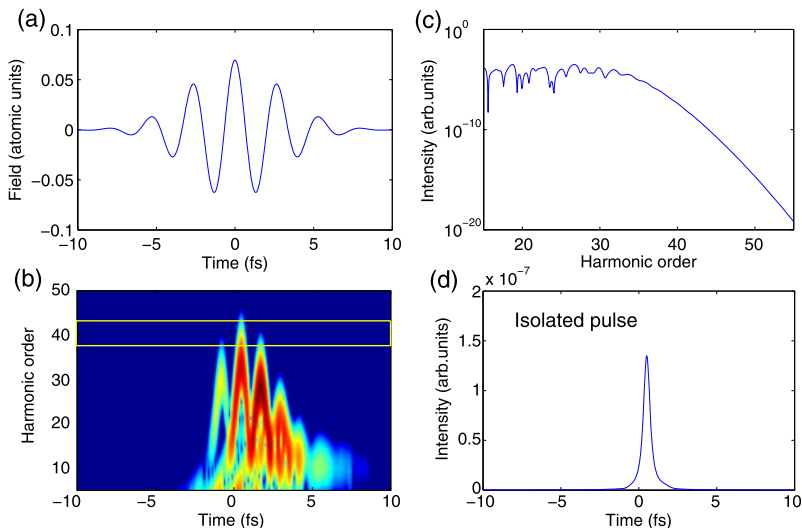 (a)
0.1
0.05
0
−0.05
−0.1
Field (atomic units)
−10 −5 0 5 10
Time (fs)
(c)
10^0
10^−10
10^−20
Intensity (arb.units)
20 30 40 50
Harmonic order
(b)
50
40
30
20
10
Harmonic order
−10 −5 0 5 10
Time (fs)
(d)
x 10^−7
2
1.5
1
0.5
0
Intensity (arb.units)
Isolated pulse
−10 −5 0 5 10
Time (fs)